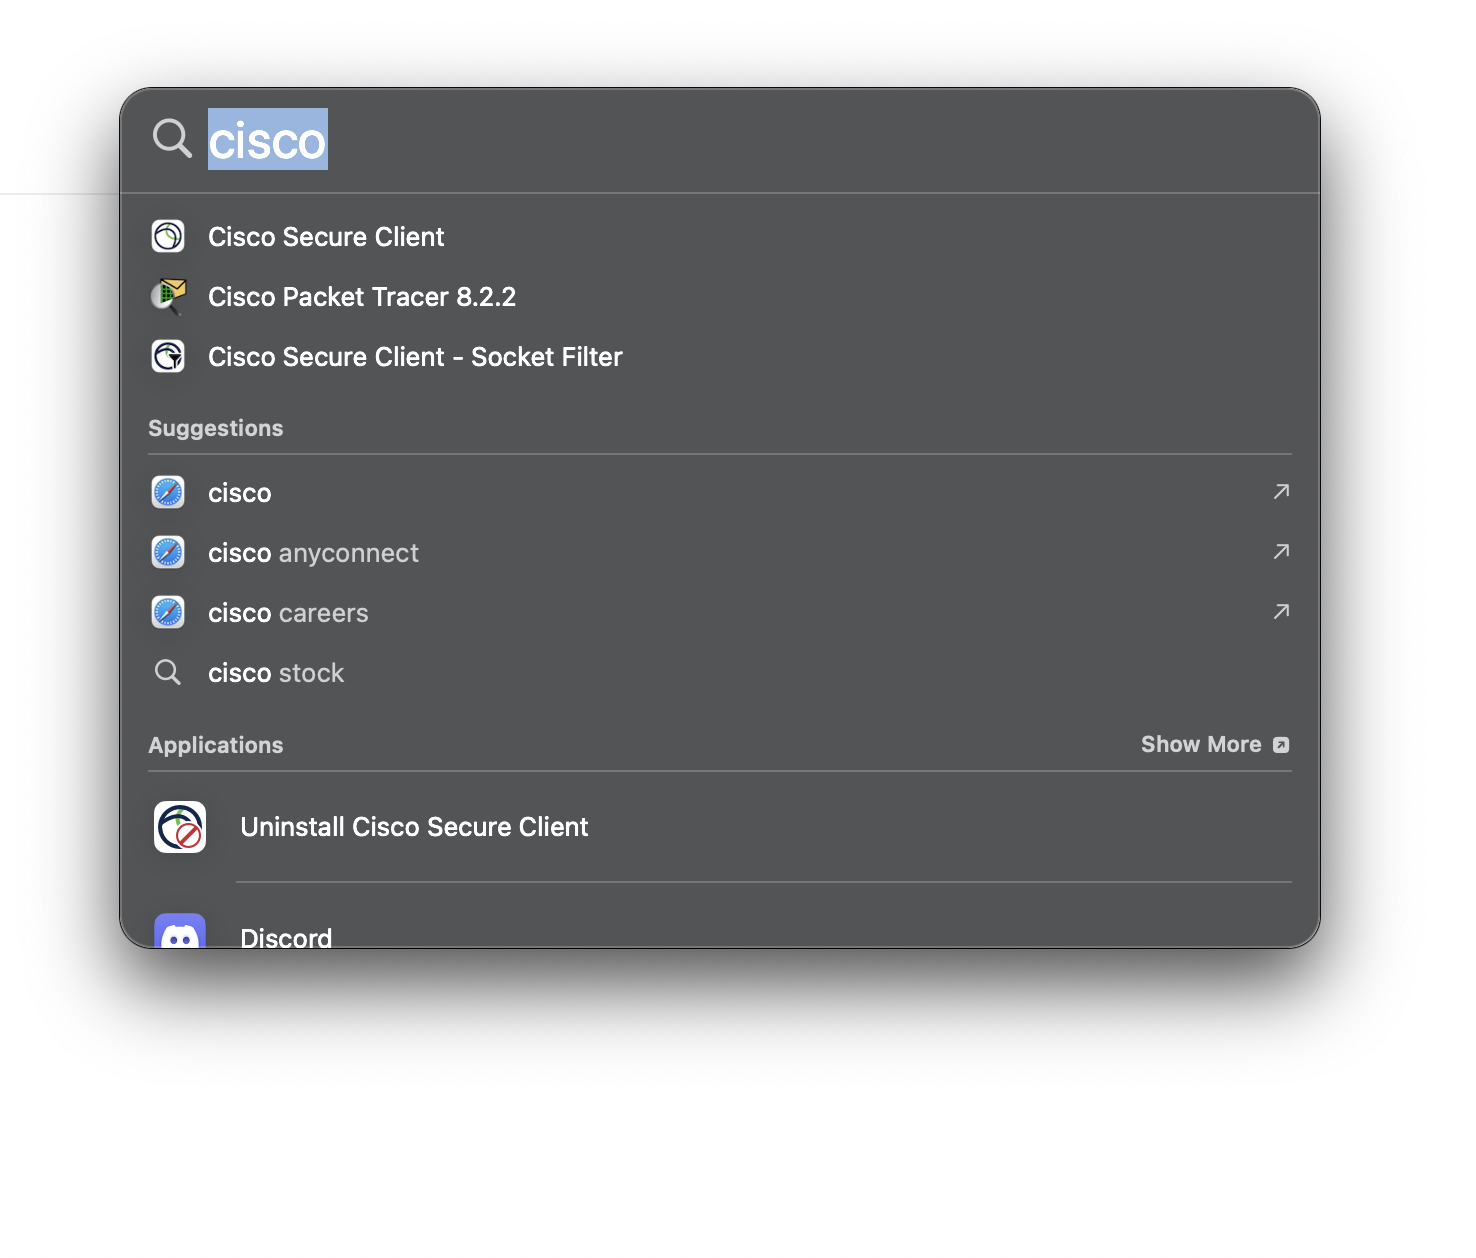 cisco
Cisco Secure Client
Cisco Packet Tracer 8.2.2
Cisco Secure Client - Socket Filter
Suggestions
cisco
cisco anyconnect
cisco careers
cisco stock
Applications
Show More
Uninstall Cisco Secure Client
Discord